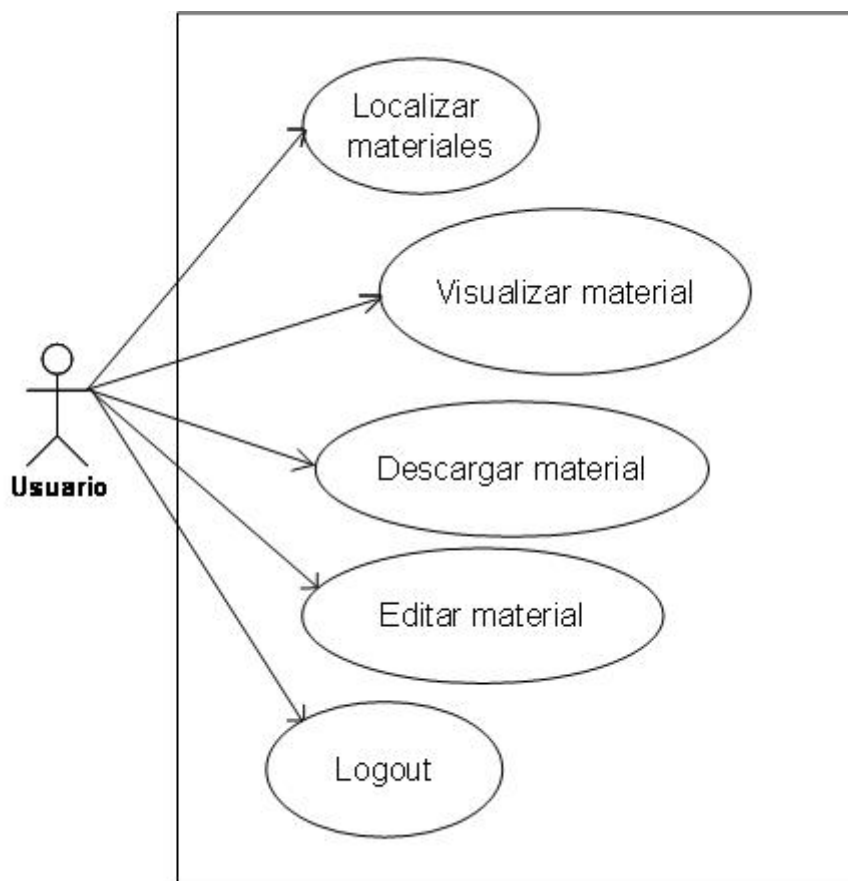 Localizar
materiales
Visualizar material
Usuario
Descargar material
Editar material
Logout